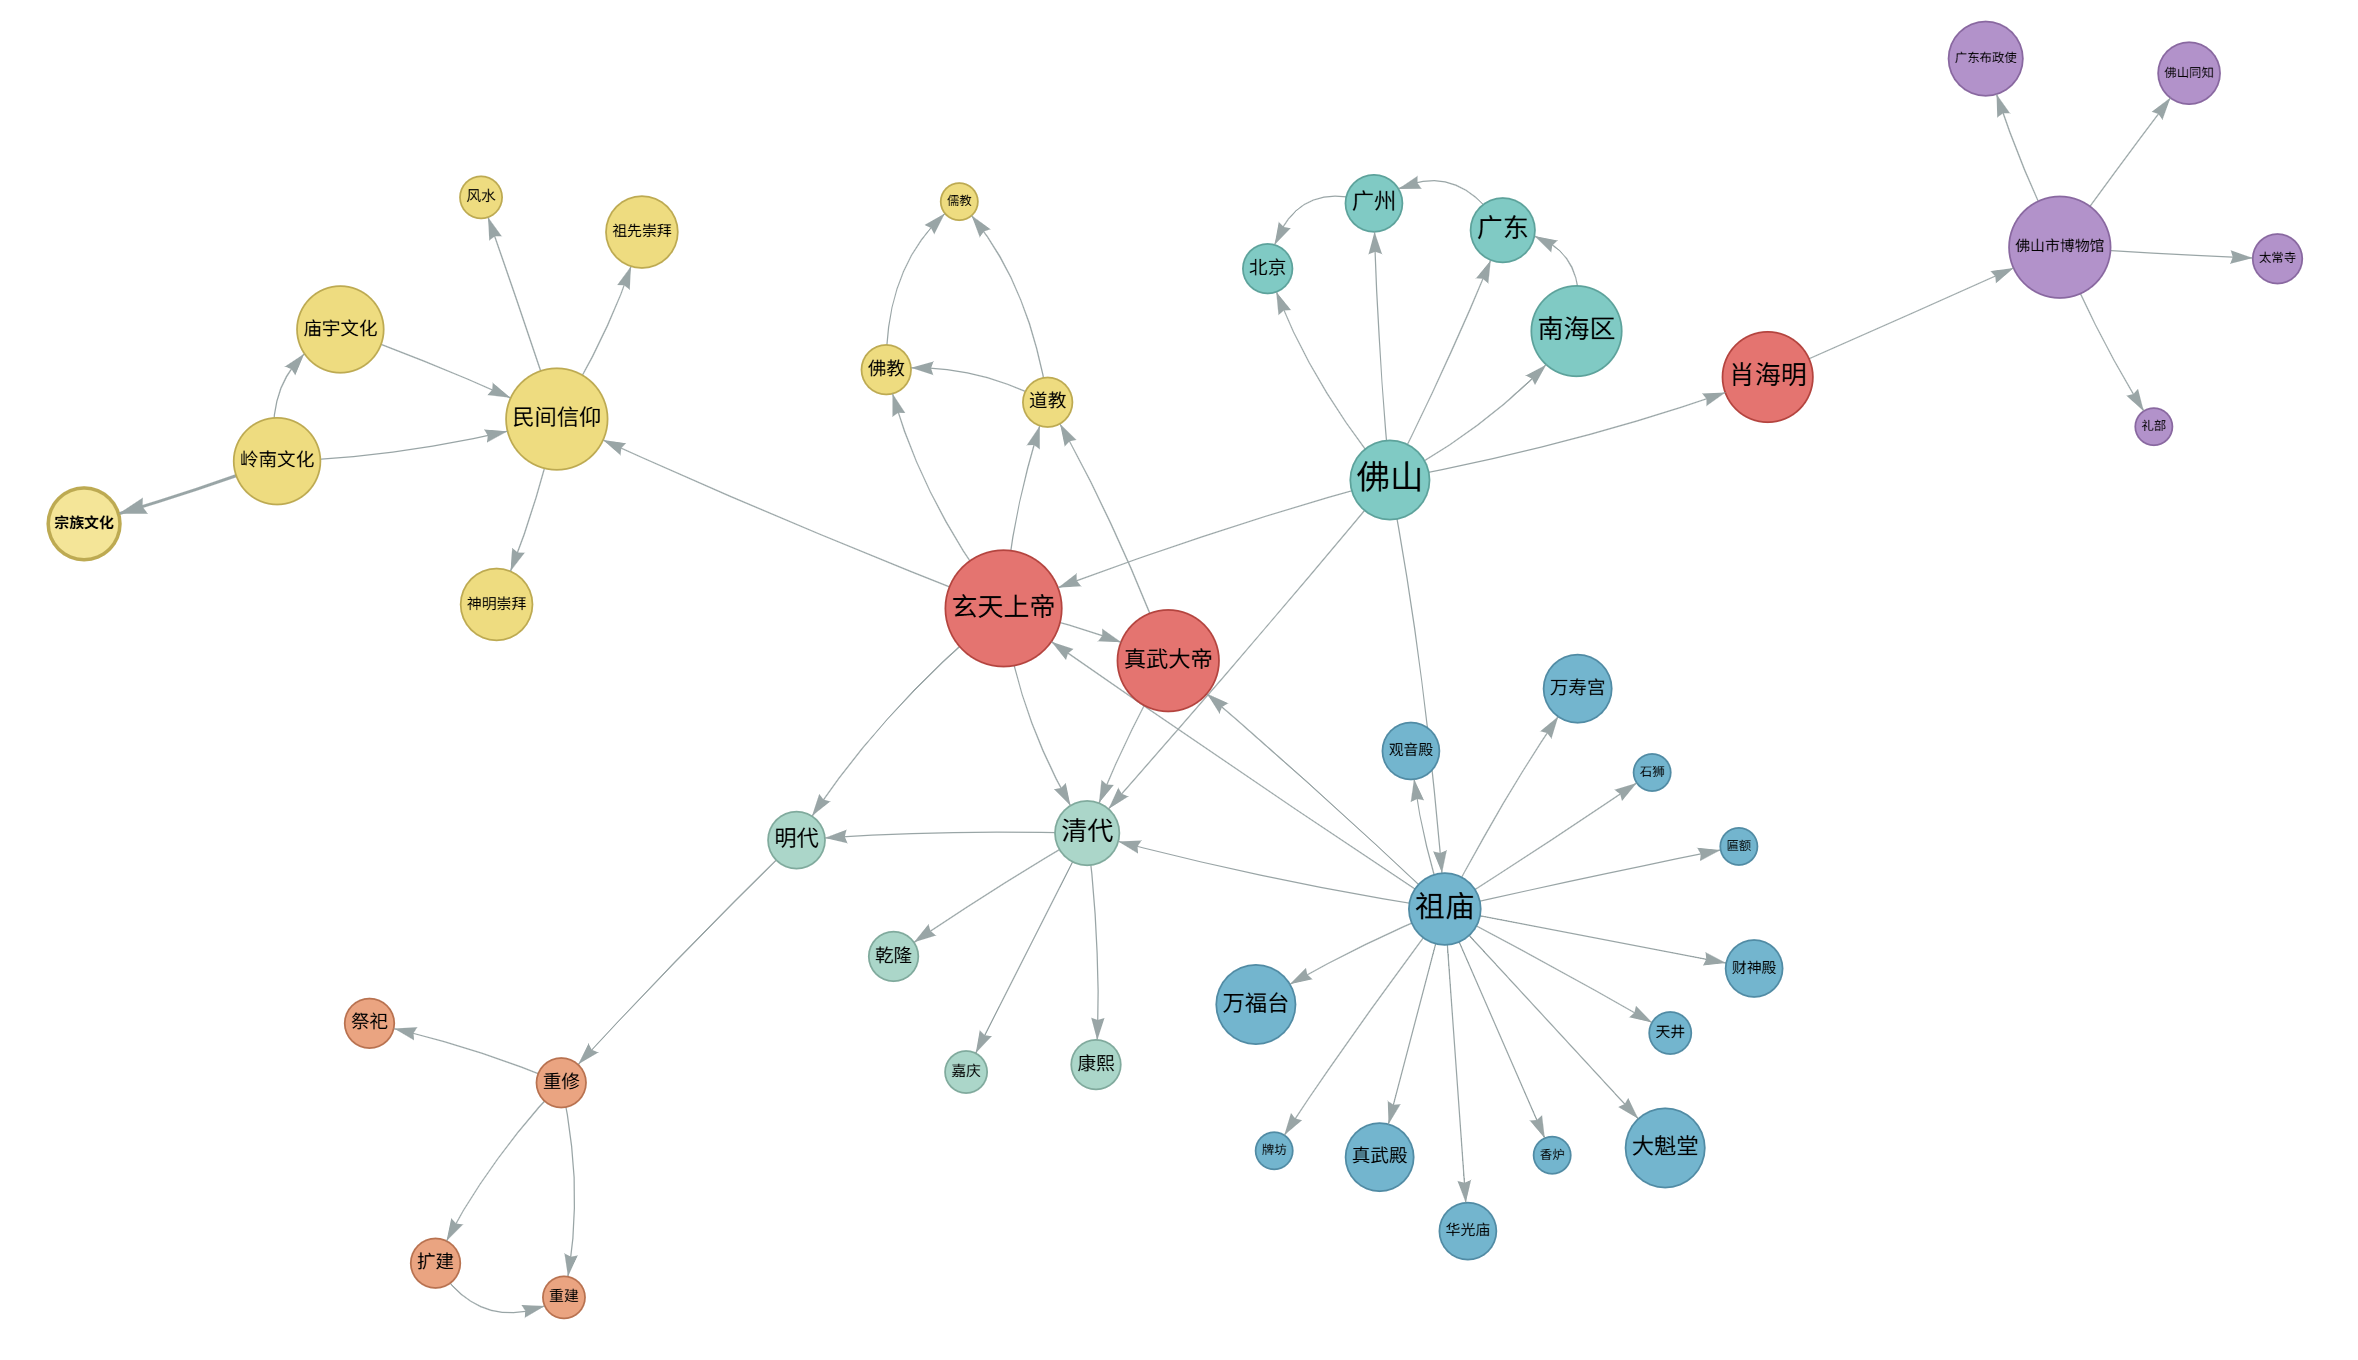 广东布政使
佛山同知
风水
祖先崇拜
儒教
广州
广东
北京
佛山市博物馆
太常寺
庙宇文化
南海区
佛教
肖海明
道教
民间信仰
礼部
岭南文化
佛山
宗族文化
神明崇拜
玄天上帝
真武大帝
万寿宫
观音殿
石狮
明代
清代
匾额
祖庙
乾隆
财神殿
万福台
祭祀
天井
嘉庆
康熙
重修
牌坊
真武殿
香炉
大魁堂
华光庙
扩建
重建